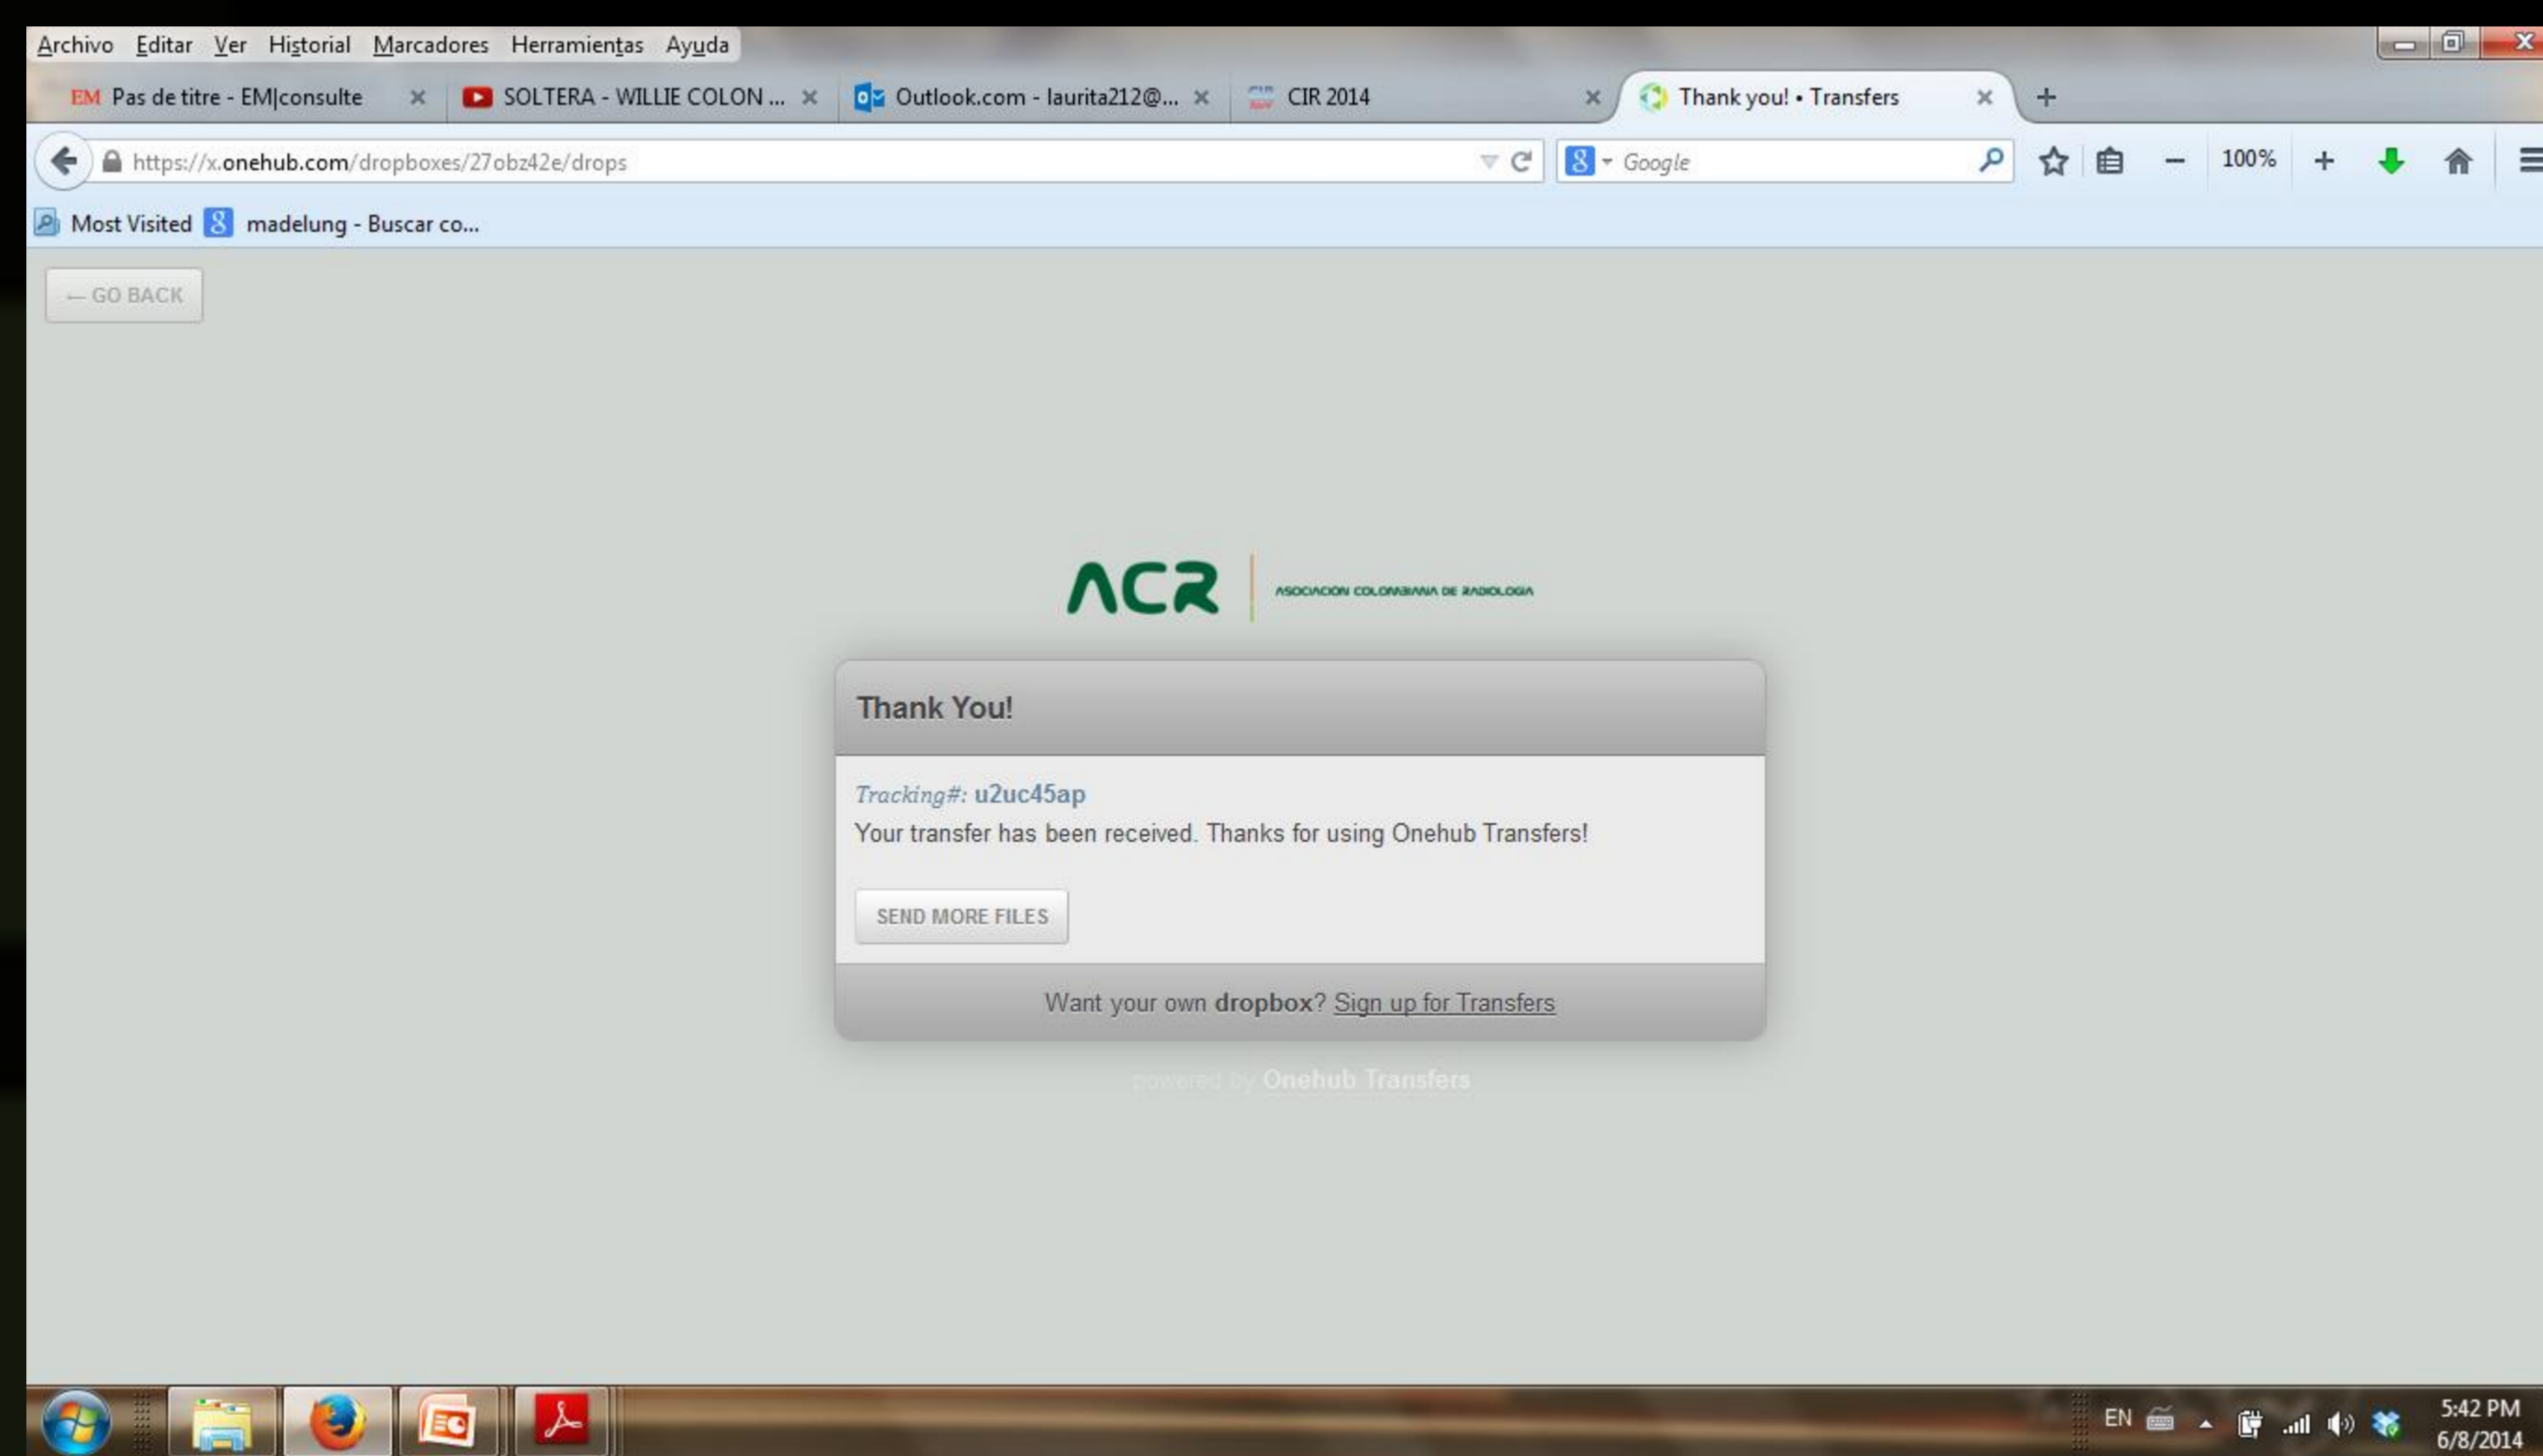 Archivo Editar Ver Historial Marcadores Herramientas Ayuda
EM Pas de titre - EM|consulte
SOLTERA - WILLIE COLON ...
Outlook.com - laurita212@...
CIR 2014
Thank you! • Transfers
https://x.onehub.com/dropboxes/27obz42e/drops
8 Google
100%
Most Visited
8 madelung - Buscar co...
← GO BACK
ACR
ASOCIACION COLOMBIANA DE RADIOLOGIA
Thank You!
Tracking#: u2uc45ap
Your transfer has been received. Thanks for using Onehub Transfers!
SEND MORE FILES
Want your own dropbox? Sign up for Transfers
powered by Onehub Transfers
EN
5:42 PM
6/8/2014